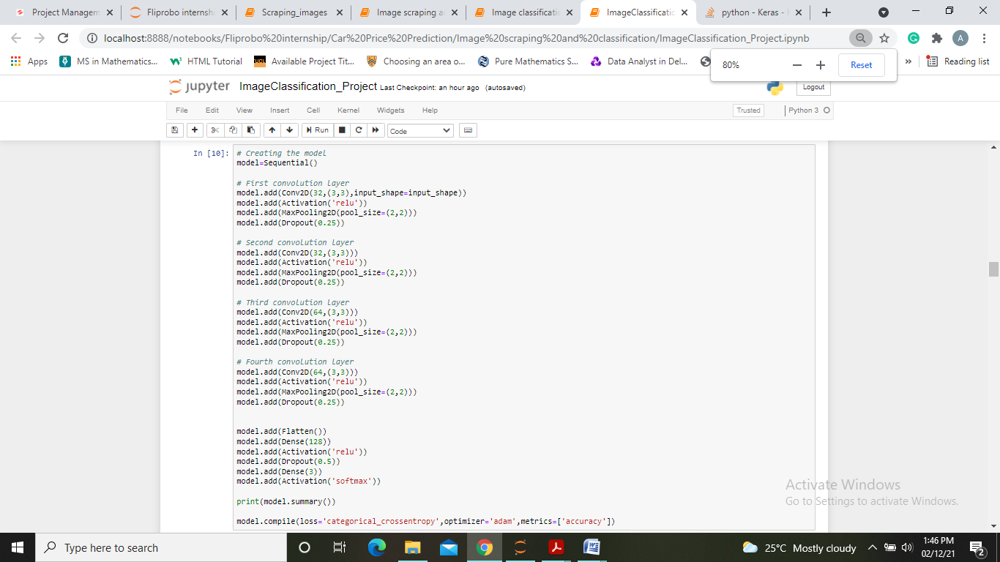 Project Managem
Fliprobo internsh
Scraping_images
Image scraping a
Image classificati
ImageClassificatio
python - Keras -
localhost:8888/notebooks/Fliprobo%20internship/Car%20Price%20Prediction/Image%20scraping%20and%20classification/ImageClassification_Project.ipynb
A
Apps
MS in Mathematics...
HTML Tutorial
Available Project Tit...
Choosing an area o...
Pure Mathematics S...
Data Analyst in Del...
»
Reading list
80%
Reset
jupyter ImageClassification_Project Last Checkpoint: an hour ago (autosaved)
Logout
File Edit View Insert Cell Kernel Widgets Help
Trusted
Python 3
Run
Code
In [10]:
# Creating the model
model=Sequential()
# First convolution layer
model.add(Conv2D(32,(3,3),input_shape=input_shape))
model.add(Activation('relu'))
model.add(MaxPooling2D(pool_size=(2,2)))
model.add(Dropout(0.25))
# Second convolution layer
model.add(Conv2D(32,(3,3)))
model.add(Activation('relu'))
model.add(MaxPooling2D(pool_size=(2,2)))
model.add(Dropout(0.25))
# Third convolution layer
model.add(Conv2D(64,(3,3)))
model.add(Activation('relu'))
model.add(MaxPooling2D(pool_size=(2,2)))
model.add(Dropout(0.25))
# Fourth convolution layer
model.add(Conv2D(64,(3,3)))
model.add(Activation('relu'))
model.add(MaxPooling2D(pool_size=(2,2)))
model.add(Dropout(0.25))
model.add(Flatten())
model.add(Dense(128))
model.add(Activation('relu'))
model.add(Dropout(0.5))
model.add(Dense(3))
model.add(Activation('softmax'))
print(model.summary())
model.compile(loss='categorical_crossentropy',optimizer='adam',metrics=['accuracy'])
Activate Windows
Go to Settings to activate Windows.
Type here to search
25°C Mostly cloudy
1:46 PM
02/12/21
2